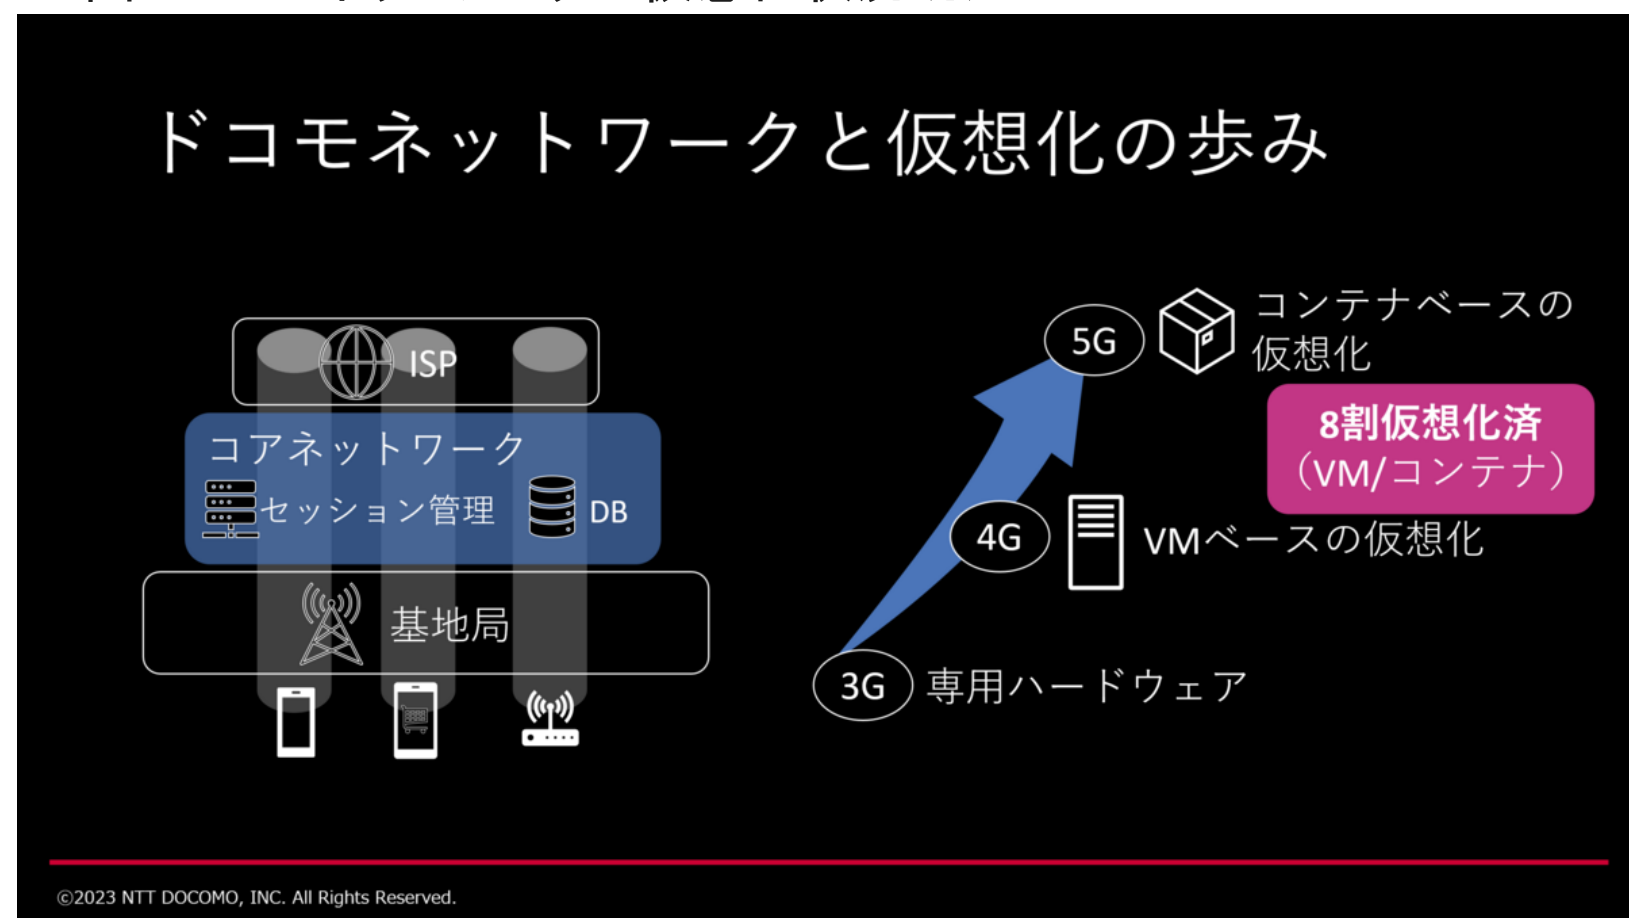 ドコモネットワークと仮想化の歩み
ISP
コアネットワーク
セッション管理
DB
基地局
5G
コンテナベースの
仮想化
8割仮想化済
（VM/コンテナ）
4G
VMベースの仮想化
3G
専用ハードウェア
©2023 NTT DOCOMO, INC. All Rights Reserved.